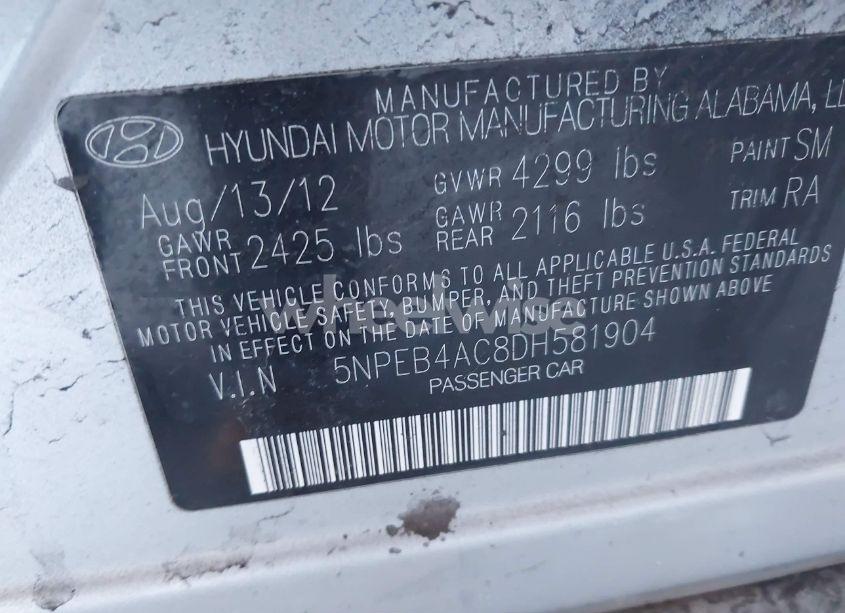 MANUFACTURED BY
HYUNDAI MOTOR MANUFACTURING ALABAMA, LL
Aug/13/12 GVWR 4299 lbs PAINT SM
GAWR FRONT 2425 lbs GAWR REAR 2116 lbs TRIM RA
THIS VEHICLE CONFORMS TO ALL APPLICABLE U.S.A. FEDERAL
MOTOR VEHICLE SAFETY, BUMPER, AND THEFT PREVENTION STANDARDS
IN EFFECT ON THE DATE OF MANUFACTURE SHOWN ABOVE
V.I.N 5NPEB4AC8DH581904
PASSENGER CAR
wheelwise